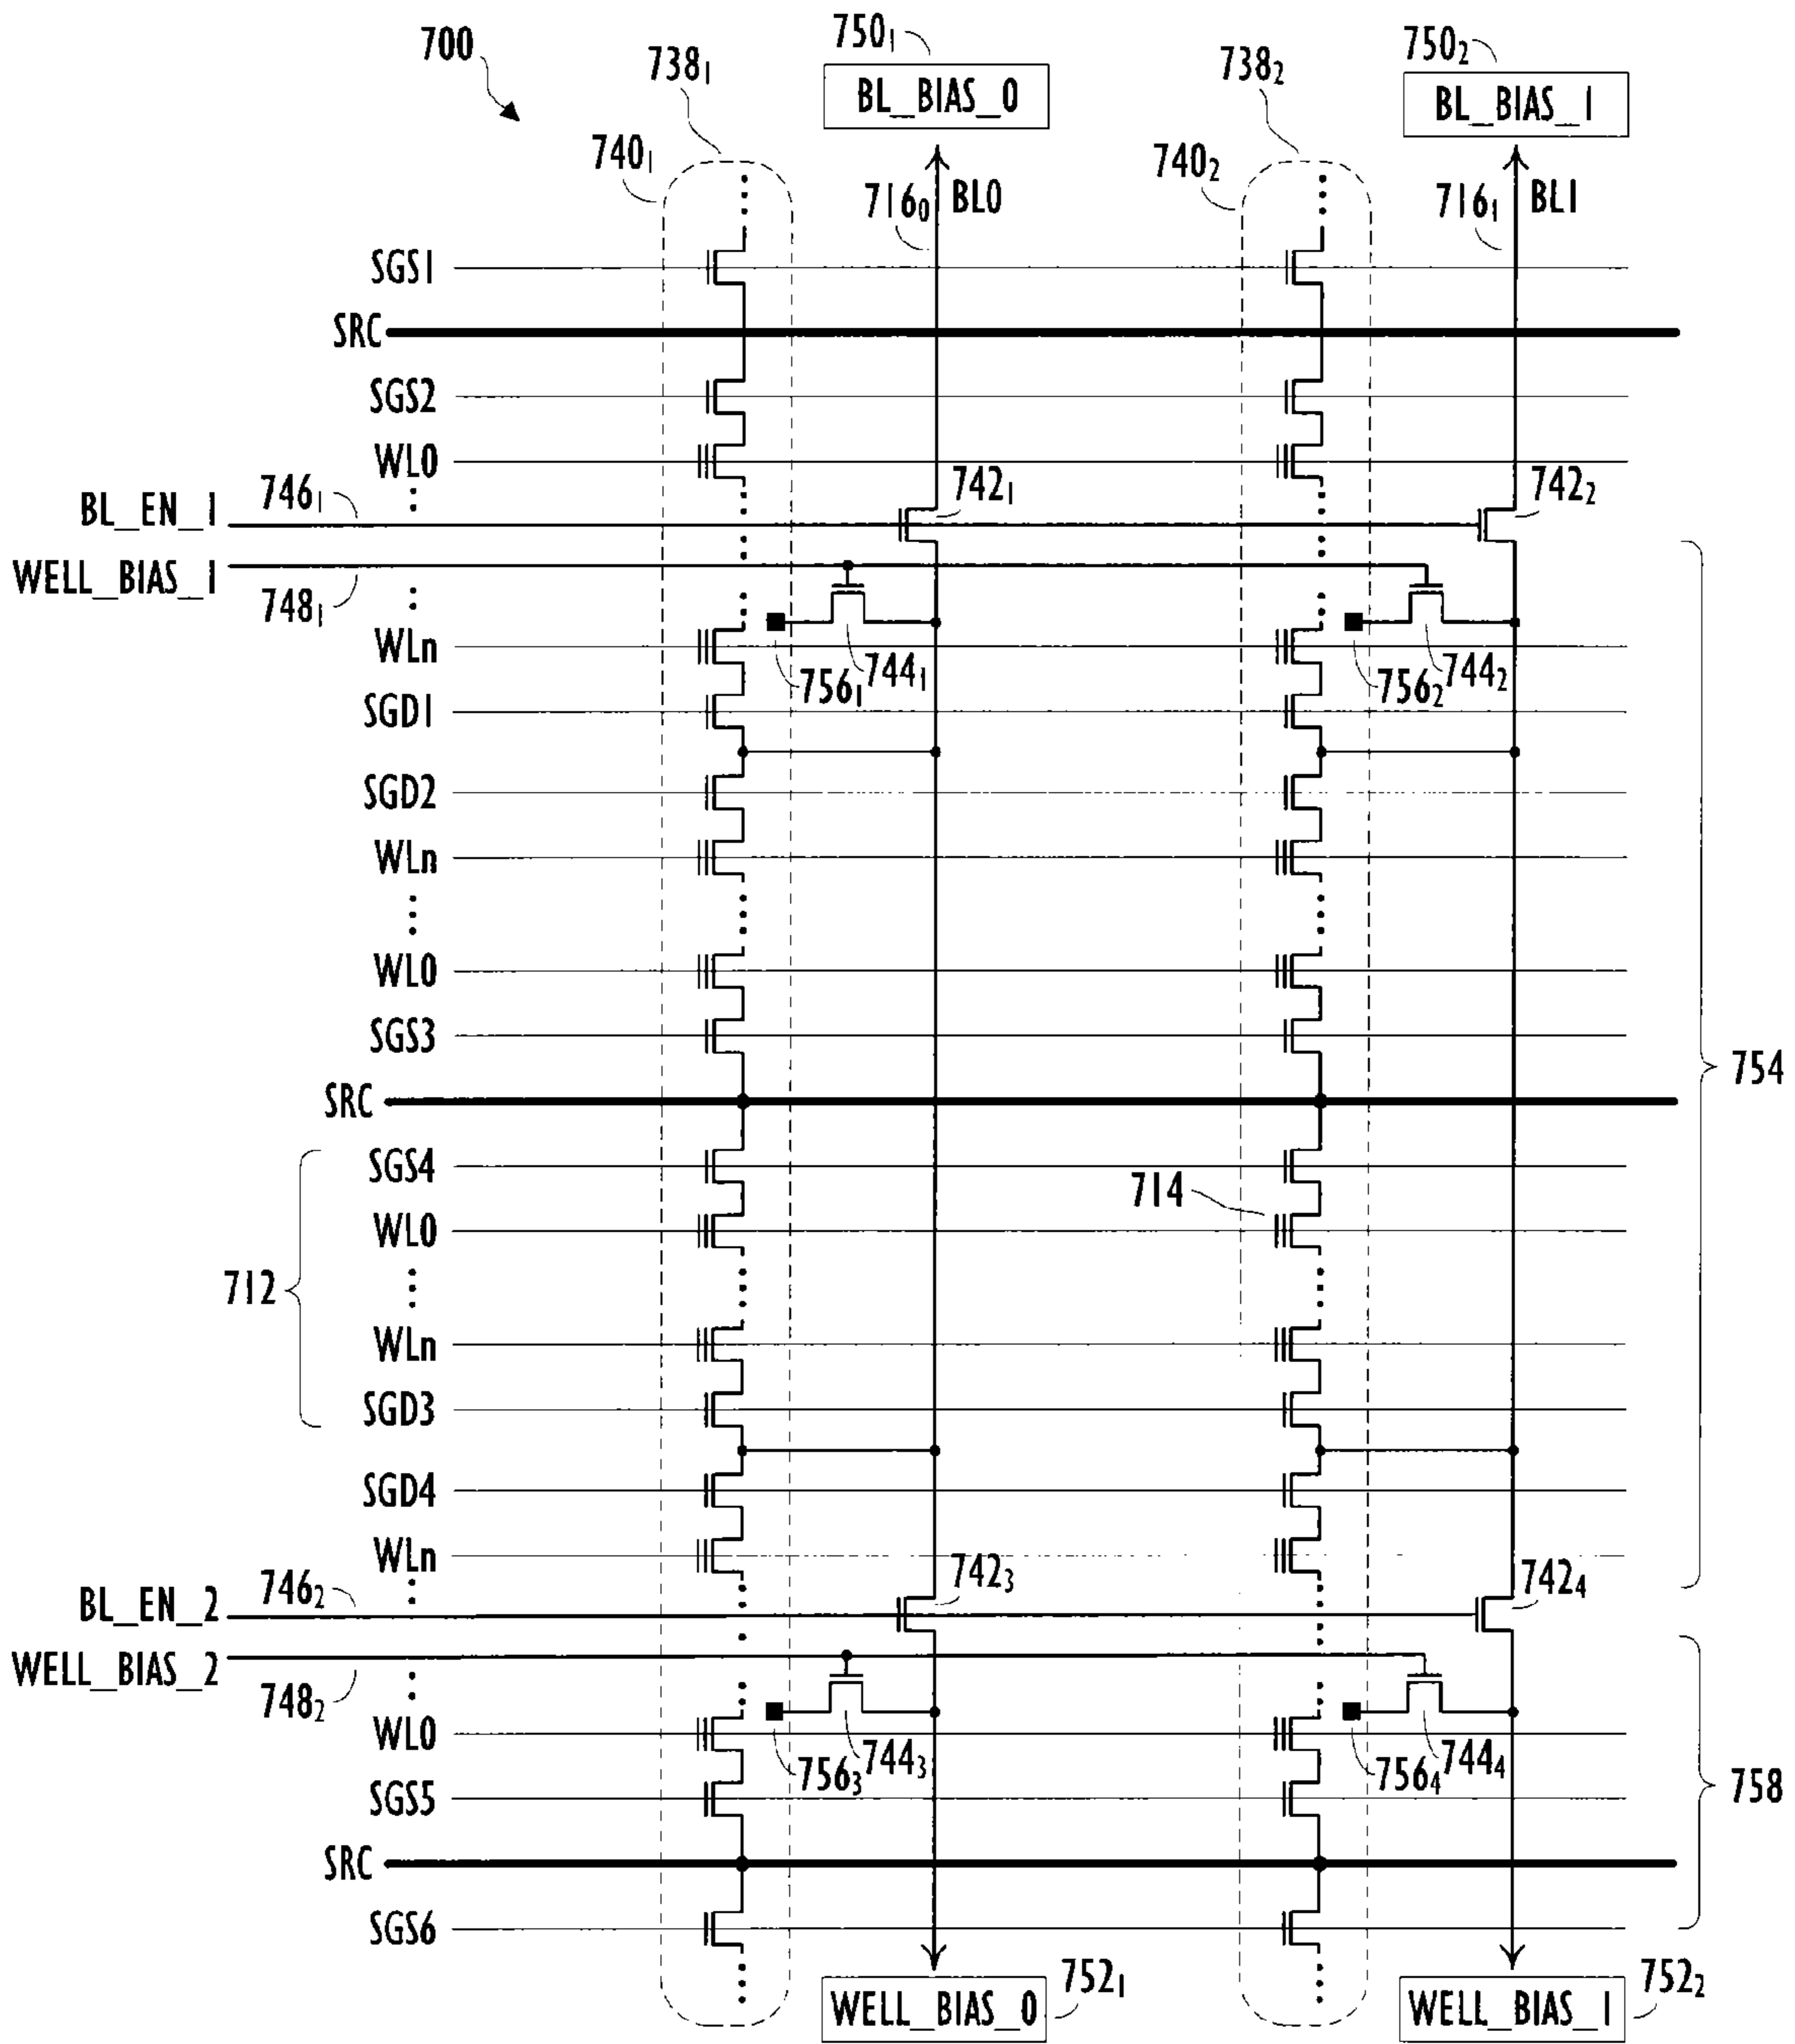 700
738₁
750₁
BL_BIAS_0
738₂
750₂
BL_BIAS_1
740₁
716₀
BL0
740₂
716₁
BL1
SGS1
SRC
SGS2
WL0
BL_EN_1
746₁
742₁
742₂
WELL_BIAS_1
748₁
WLn
756₁
744₁
756₂
744₂
SGD1
SGD2
WLn
WL0
SGS3
754
SRC
SGS4
714
WL0
712
WLn
SGD3
SGD4
WLn
BL_EN_2
746₂
742₃
742₄
WELL_BIAS_2
748₂
WL0
756₃
744₃
756₄
744₄
SGS5
758
SRC
SGS6
WELL_BIAS_0
752₁
WELL_BIAS_1
752₂